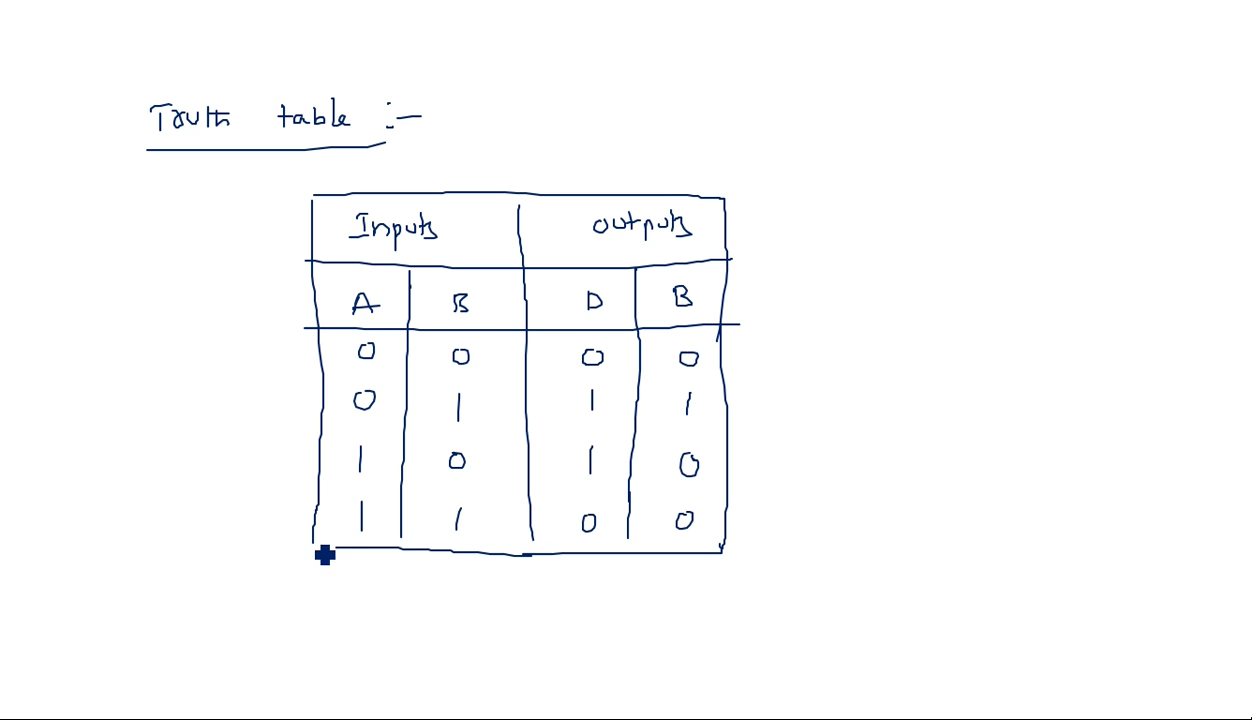 Truth table :-
Inputs outputs
A B D B
0 0 0 0
0 1 1 1
1 0 1 0
1 1 0 0